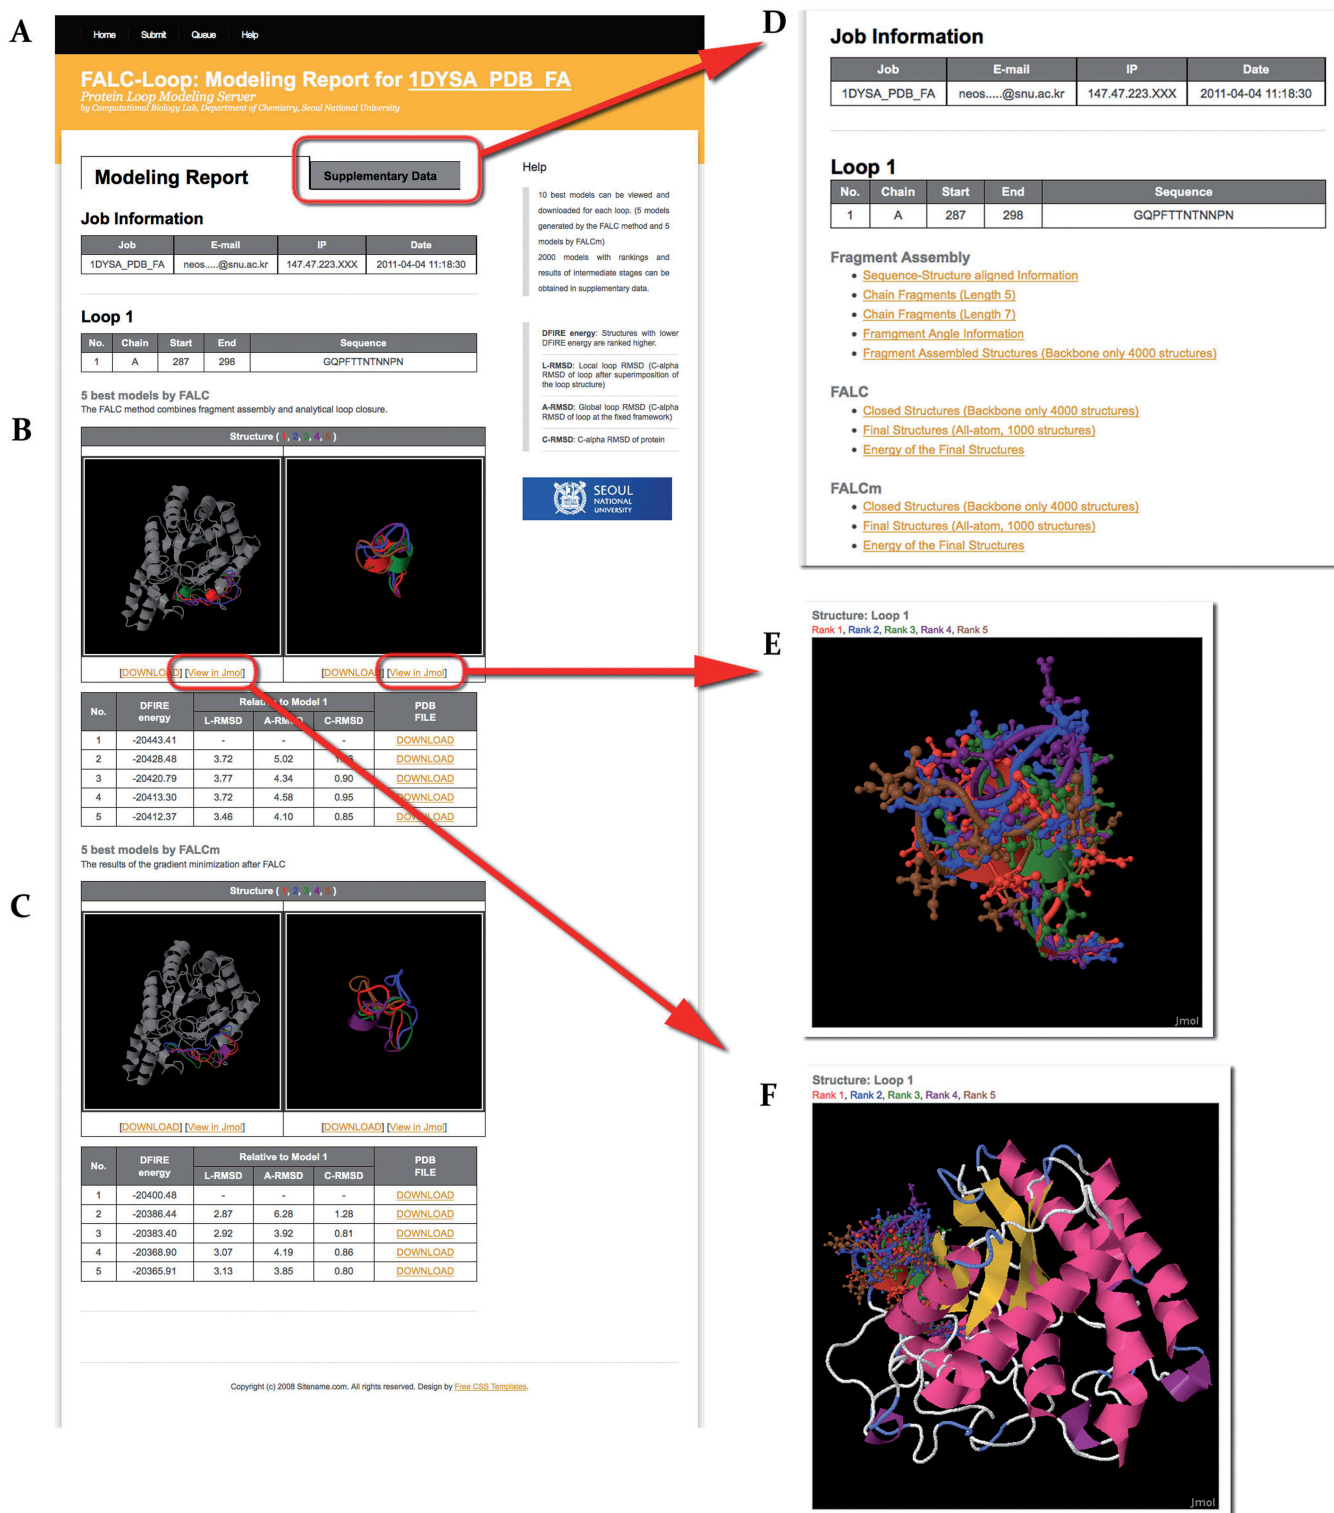 A
Home Submit Queue Help
FALC-Loop: Modeling Report for 1DYSA_PDB_FA
Protein Loop Modeling Server
by Computational Biology Lab, Department of Chemistry, Seoul National University
Modeling Report
Supplementary Data
Job Information
Job E-mail IP Date
1DYSA_PDB_FA neos.....@snu.ac.kr 147.47.223.XXX 2011-04-04 11:18:30
Loop 1
No. Chain Start End Sequence
1 A 287 298 GQPFTTNTNNPN
5 best models by FALC
The FALC method combines fragment assembly and analytical loop closure.
Help
10 best models can be viewed and
downloaded for each loop. (5 models
generated by the FALC method and 5
models by FALCm)
2000 models with rankings and
results of intermediate stages can be
obtained in supplementary data.
DFIRE energy: Structures with lower
DFIRE energy are ranked higher.
L-RMSD: Local loop RMSD (C-alpha
RMSD of loop after superimposition of
the loop structure)
A-RMSD: Global loop RMSD (C-alpha
RMSD of loop at the fixed framework)
C-RMSD: C-alpha RMSD of protein
SEOUL
NATIONAL
UNIVERSITY
B
Structure ( 1, 2, 3, 4, 5 )
[DOWNLOAD] [View in Jmol] [DOWNLOAD] [View in Jmol]
No. DFIRE energy Relative to Model 1 PDB FILE
L-RMSD A-RMSD C-RMSD
1 -20443.41 - - - DOWNLOAD
2 -20428.48 3.72 5.02 DOWNLOAD
3 -20420.79 3.77 4.34 0.90 DOWNLOAD
4 -20413.30 3.72 4.58 0.95 DOWNLOAD
5 -20412.37 3.46 4.10 0.85 DOWNLOAD
5 best models by FALCm
The results of the gradient minimization after FALC
C
Structure ( 1, 2, 3, 4, 5 )
[DOWNLOAD] [View in Jmol] [DOWNLOAD] [View in Jmol]
No. DFIRE energy Relative to Model 1 PDB FILE
L-RMSD A-RMSD C-RMSD
1 -20400.48 - - - DOWNLOAD
2 -20386.44 2.87 6.28 1.28 DOWNLOAD
3 -20383.40 2.92 3.92 0.81 DOWNLOAD
4 -20368.90 3.07 4.19 0.86 DOWNLOAD
5 -20365.91 3.13 3.85 0.80 DOWNLOAD
Copyright (c) 2008 Sitename.com. All rights reserved. Design by Free CSS Templates.
D
Job Information
Job E-mail IP Date
1DYSA_PDB_FA neos.....@snu.ac.kr 147.47.223.XXX 2011-04-04 11:18:30
Loop 1
No. Chain Start End Sequence
1 A 287 298 GQPFTTNTNNPN
Fragment Assembly
• Sequence-Structure aligned Information
• Chain Fragments (Length 5)
• Chain Fragments (Length 7)
• Framgment Angle Information
• Fragment Assembled Structures (Backbone only 4000 structures)
FALC
• Closed Structures (Backbone only 4000 structures)
• Final Structures (All-atom, 1000 structures)
• Energy of the Final Structures
FALCm
• Closed Structures (Backbone only 4000 structures)
• Final Structures (All-atom, 1000 structures)
• Energy of the Final Structures
E
Structure: Loop 1
Rank 1, Rank 2, Rank 3, Rank 4, Rank 5
Jmol
F
Structure: Loop 1
Rank 1, Rank 2, Rank 3, Rank 4, Rank 5
Jmol